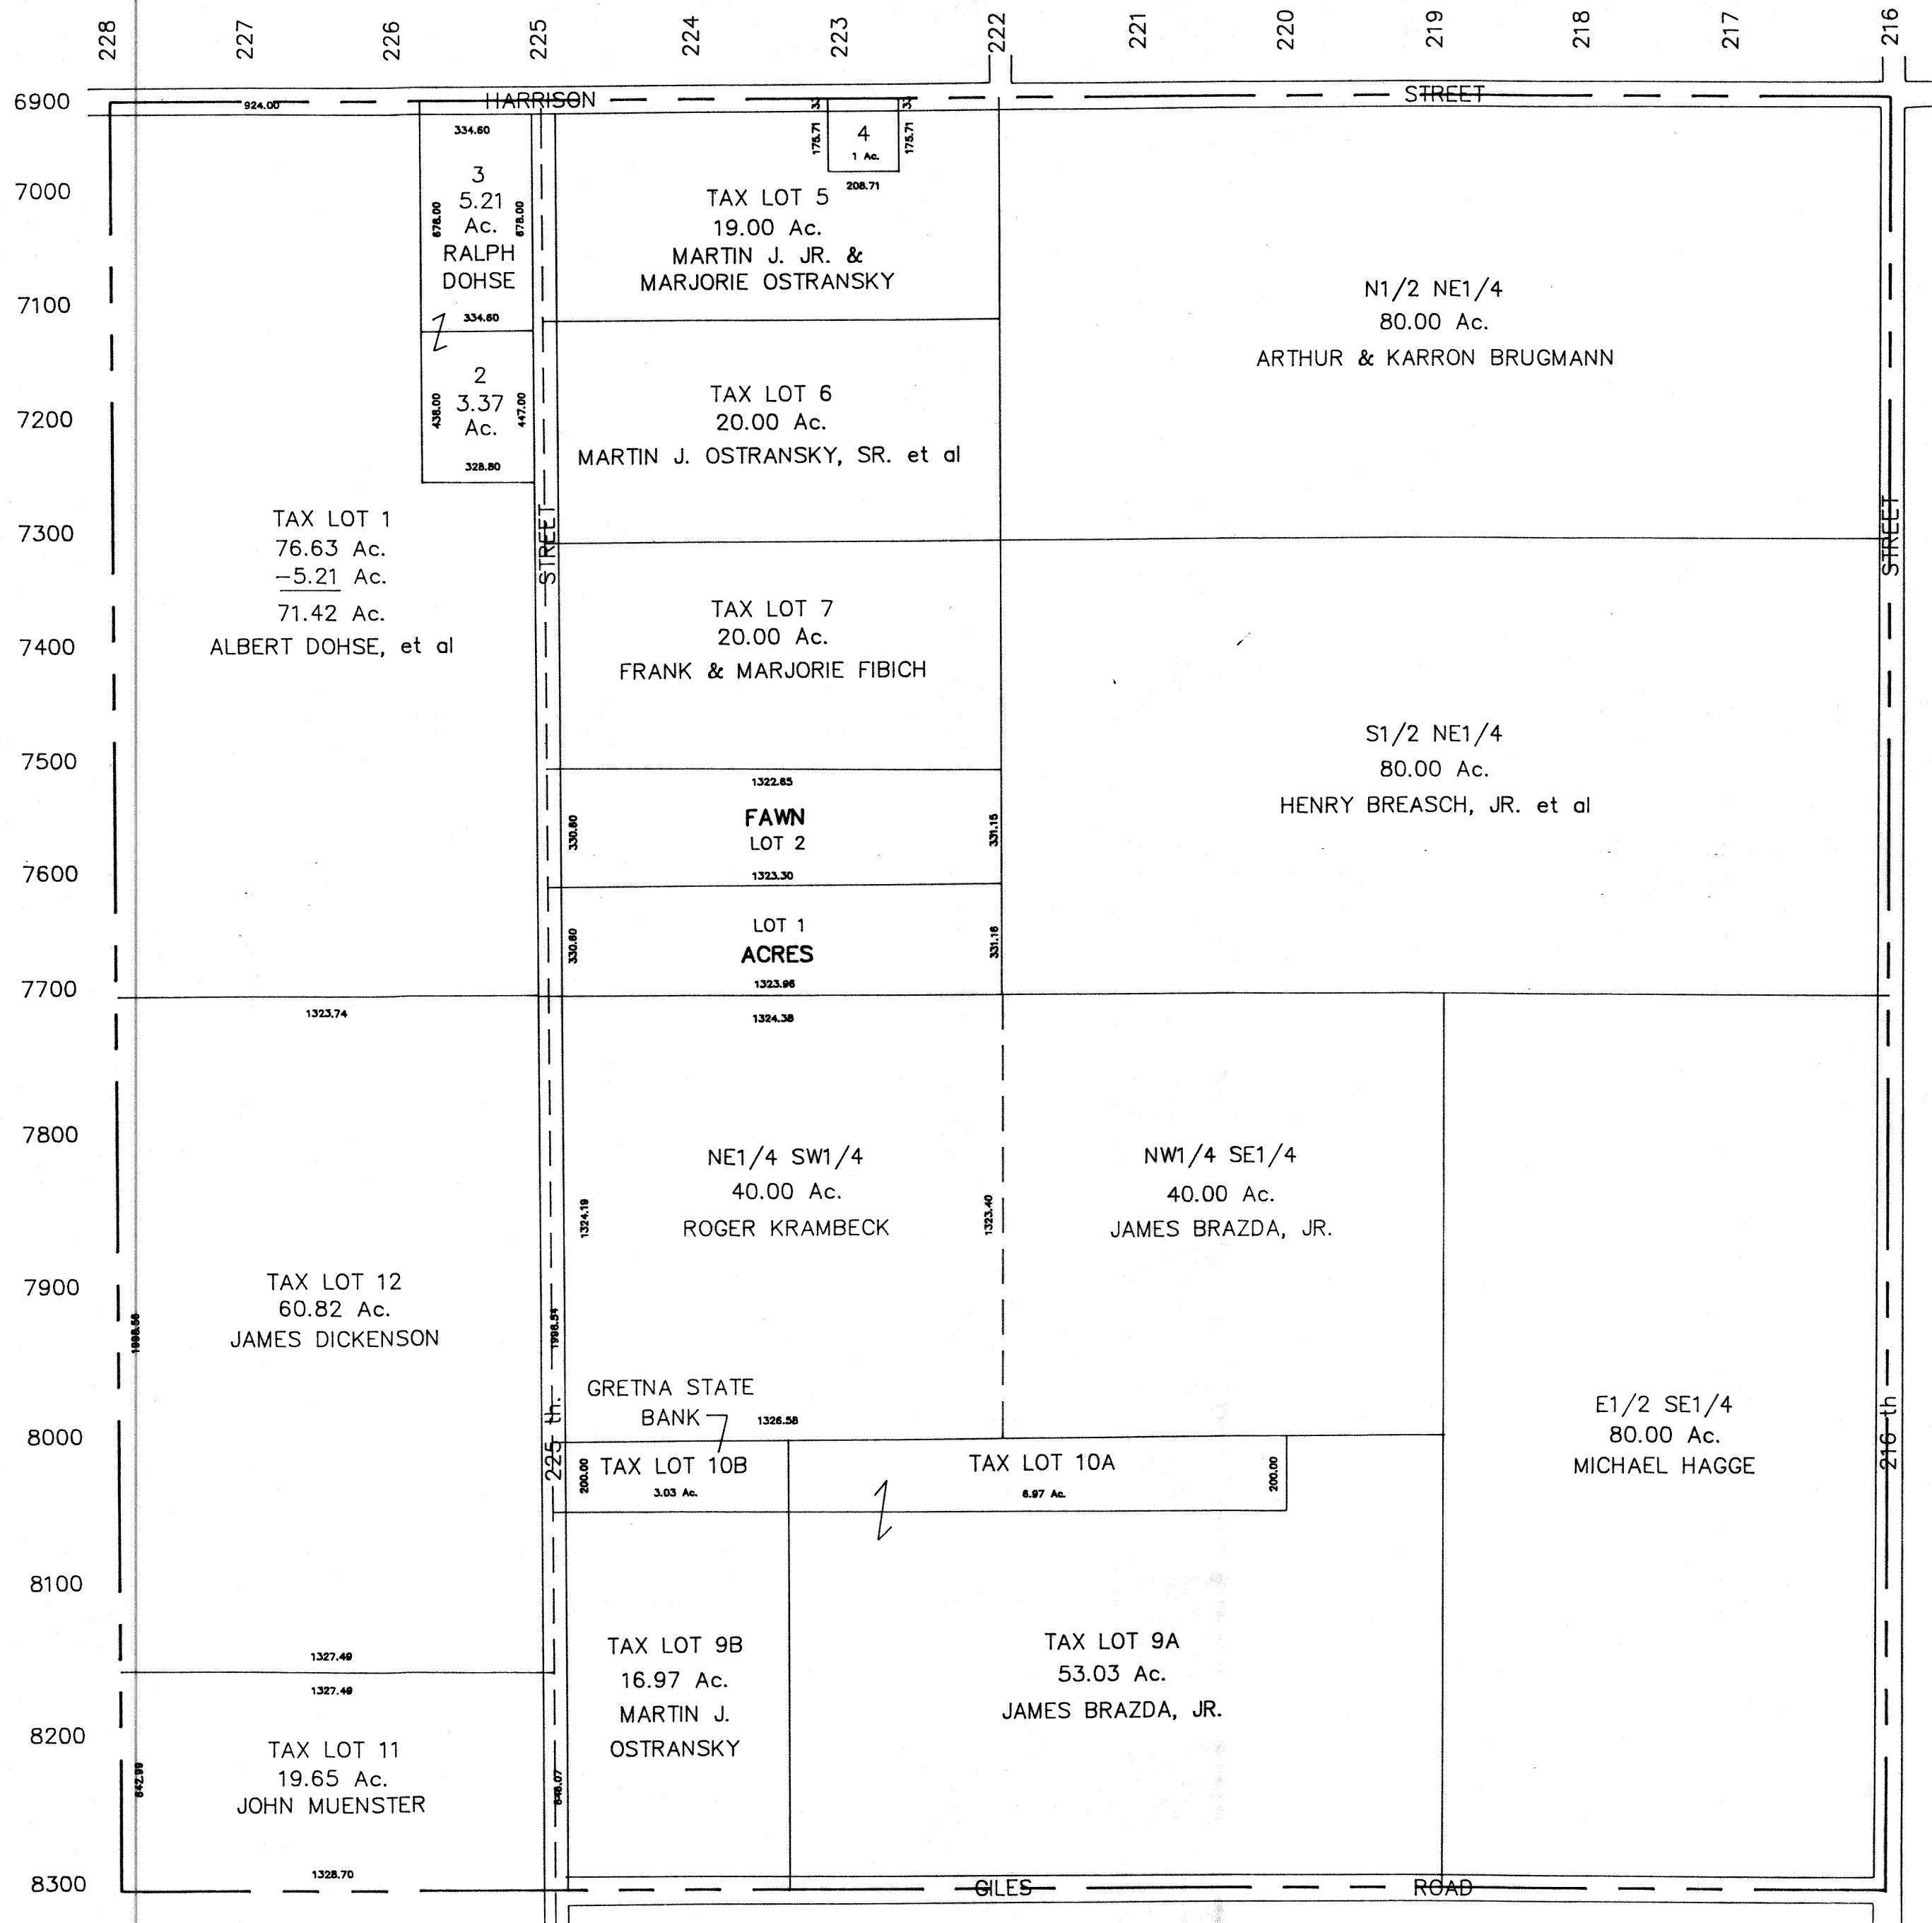 228
227
226
225
224
223
222
221
220
219
218
217
216
6900
7000
7100
7200
7300
7400
7500
7600
7700
7800
7900
8000
8100
8200
8300
924.00
HARRISON
STREET
334.60
3
5.21
Ac.
RALPH
DOHSE
678.00
678.00
334.60
2
3.37
Ac.
438.00
447.00
328.80
33
33
175.71
175.71
4
1 Ac.
208.71
TAX LOT 5
19.00 Ac.
MARTIN J. JR. &
MARJORIE OSTRANSKY
TAX LOT 6
20.00 Ac.
MARTIN J. OSTRANSKY, SR. et al
N1/2 NE1/4
80.00 Ac.
ARTHUR & KARRON BRUGMANN
TAX LOT 1
76.63 Ac.
-5.21 Ac.
71.42 Ac.
ALBERT DOHSE, et al
STREET
STREET
TAX LOT 7
20.00 Ac.
FRANK & MARJORIE FIBICH
S1/2 NE1/4
80.00 Ac.
HENRY BREASCH, JR. et al
1322.65
FAWN
LOT 2
330.60
331.15
1323.30
LOT 1
ACRES
330.60
331.16
1323.96
1323.74
1324.38
NE1/4 SW1/4
40.00 Ac.
ROGER KRAMBECK
1324.19
1323.40
NW1/4 SE1/4
40.00 Ac.
JAMES BRAZDA, JR.
TAX LOT 12
60.82 Ac.
JAMES DICKENSON
GRETNA STATE
BANK
1326.58
225 th.
200.00
TAX LOT 10B
3.03 Ac.
TAX LOT 10A
6.97 Ac.
200.00
E1/2 SE1/4
80.00 Ac.
MICHAEL HAGGE
216 th
1327.49
1327.49
TAX LOT 11
19.65 Ac.
JOHN MUENSTER
642.99
1328.70
TAX LOT 9B
16.97 Ac.
MARTIN J.
OSTRANSKY
TAX LOT 9A
53.03 Ac.
JAMES BRAZDA, JR.
GILES
ROAD